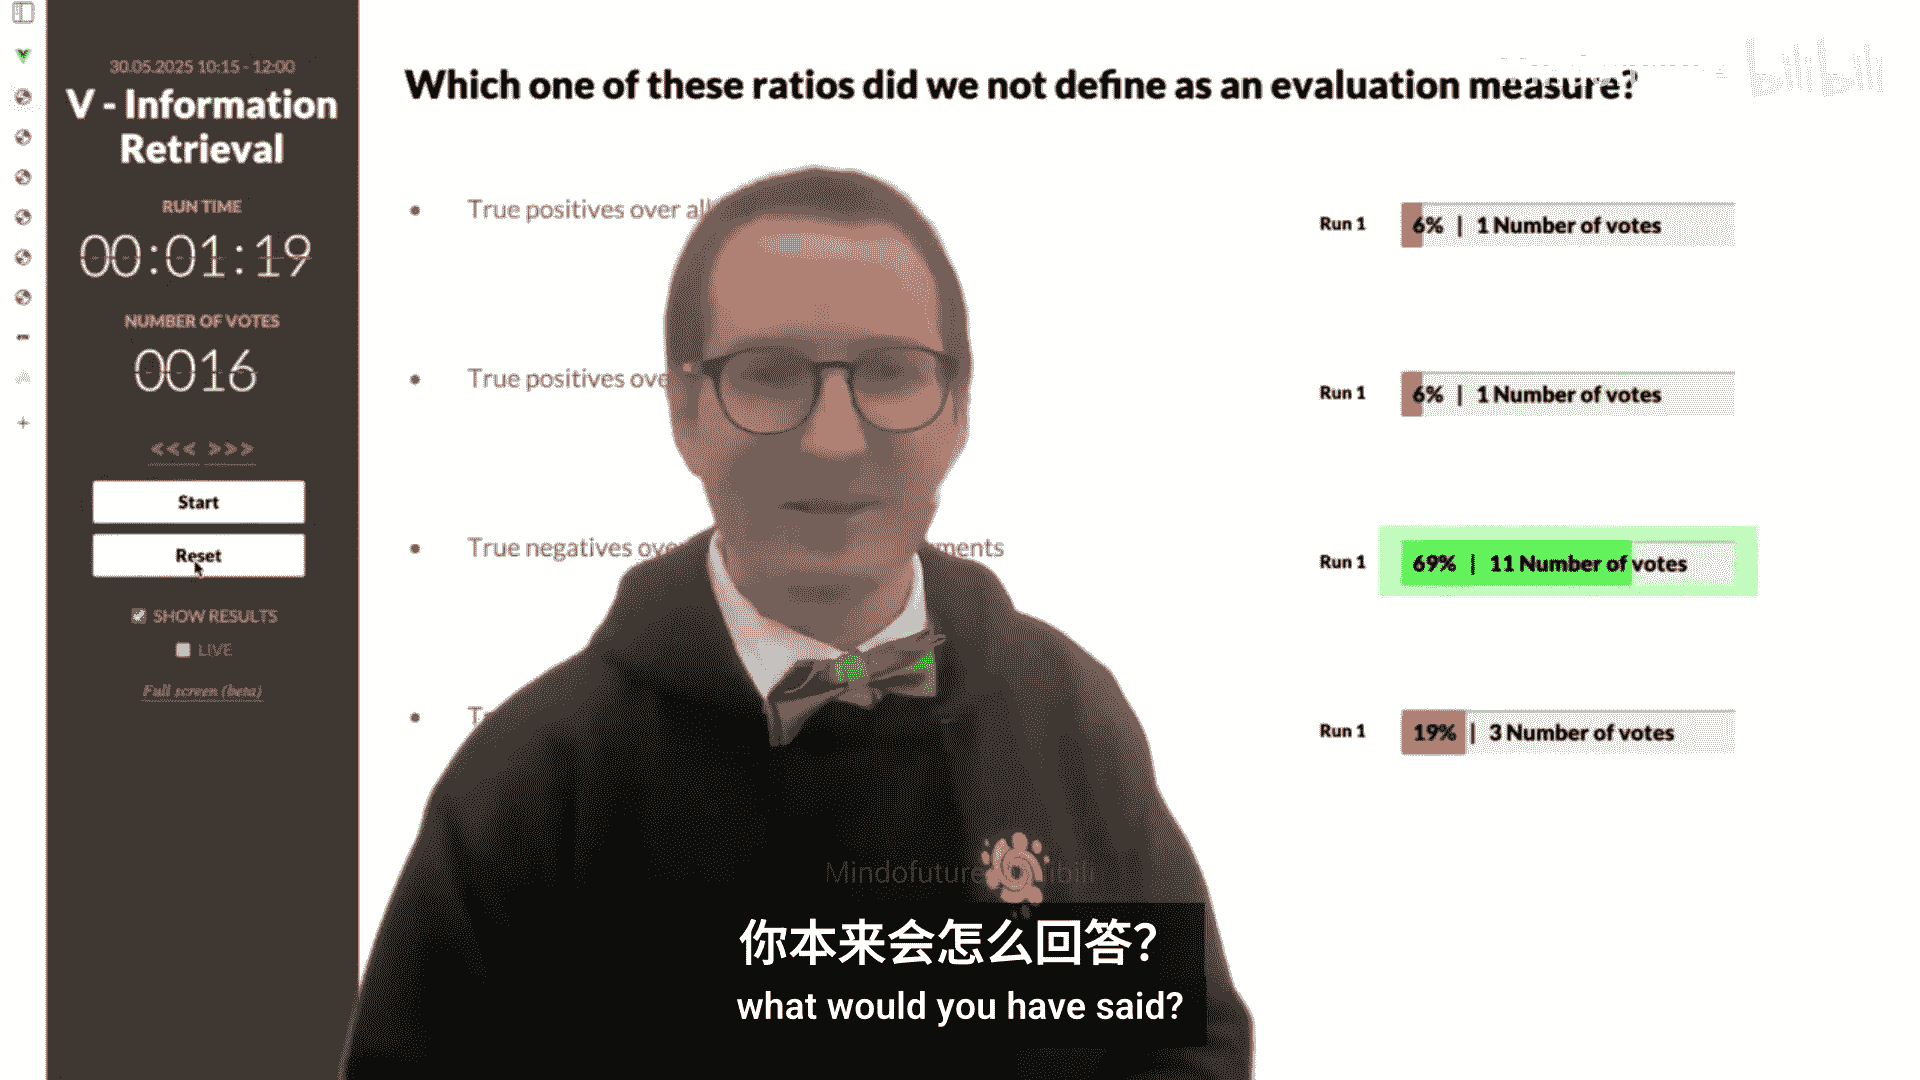 30.05.2025 10:15 - 12:00
V - Information
Retrieval
RUN TIME
00:01:19
NUMBER OF VOTES
0016
<<< >>>
Start
Reset
SHOW RESULTS
LIVE
Full screen (beta)
Which one of these ratios did we not define as an evaluation measure?
bilibili
True positives over all
Run 1
6% | 1 Number of votes
True positives
Run 1
6% | 1 Number of votes
True negatives
Run 1
69% | 11 Number of votes
Run 1
19% | 3 Number of votes
Mindofuture
你本来会怎么回答？
what would you have said?